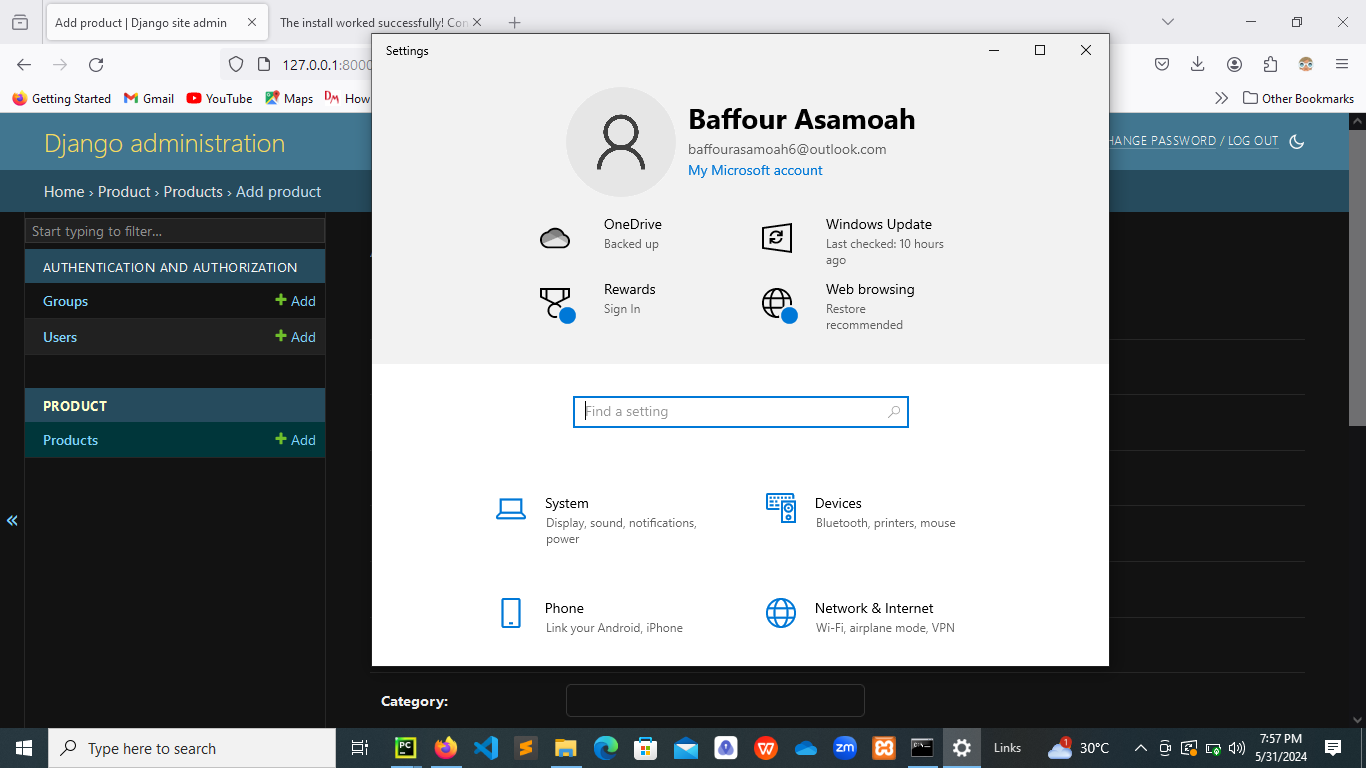 Add product | Django site admin
The install worked successfully! Con
127.0.0.1:8000
Getting Started
Gmail
YouTube
Maps
How
Other Bookmarks
Django administration
HANGE PASSWORD / LOG OUT
Home › Product › Products › Add product
Start typing to filter...
AUTHENTICATION AND AUTHORIZATION
Groups
Add
Users
Add
PRODUCT
Products
Add
Settings
Baffour Asamoah
baffourasamoah6@outlook.com
My Microsoft account
OneDrive
Backed up
Windows Update
Last checked: 10 hours
ago
Rewards
Sign In
Web browsing
Restore
recommended
Find a setting
System
Display, sound, notifications,
power
Devices
Bluetooth, printers, mouse
Phone
Link your Android, iPhone
Network & Internet
Wi-Fi, airplane mode, VPN
Category:
Type here to search
PC
zm
Links
1
30°C
7:57 PM
5/31/2024